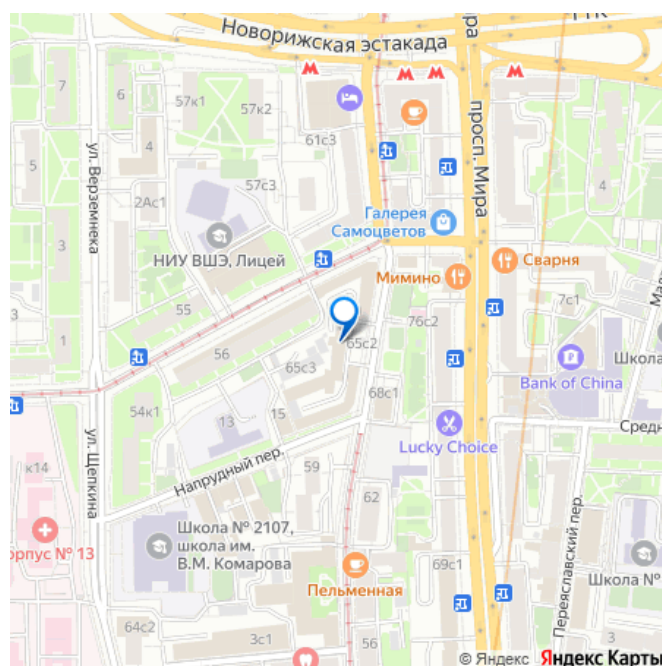 Новорижская эстакада
7
6
57к1
57к2
4
61с3
просп. Мира
5
ул. Верземнека
2Ас1
57с3
4
Галерея
Самоцветов
НИУ ВШЭ, Лицей
3
Мимино
Сварня
55
7с1
76с2
1
56
65с2
65с3
Школа
Bank of China
68с1
54к1
13
15
Lucky Choice
Средн
к14
ул. Щепкина
Напрудный пер.
59
62
Школа № 2107,
школа им.
В.М. Комарова
орпус № 13
Переяславский пер.
Пельменная
69с1
Школа №
64с2
3с1
56
© Яндекс Яндекс Карты